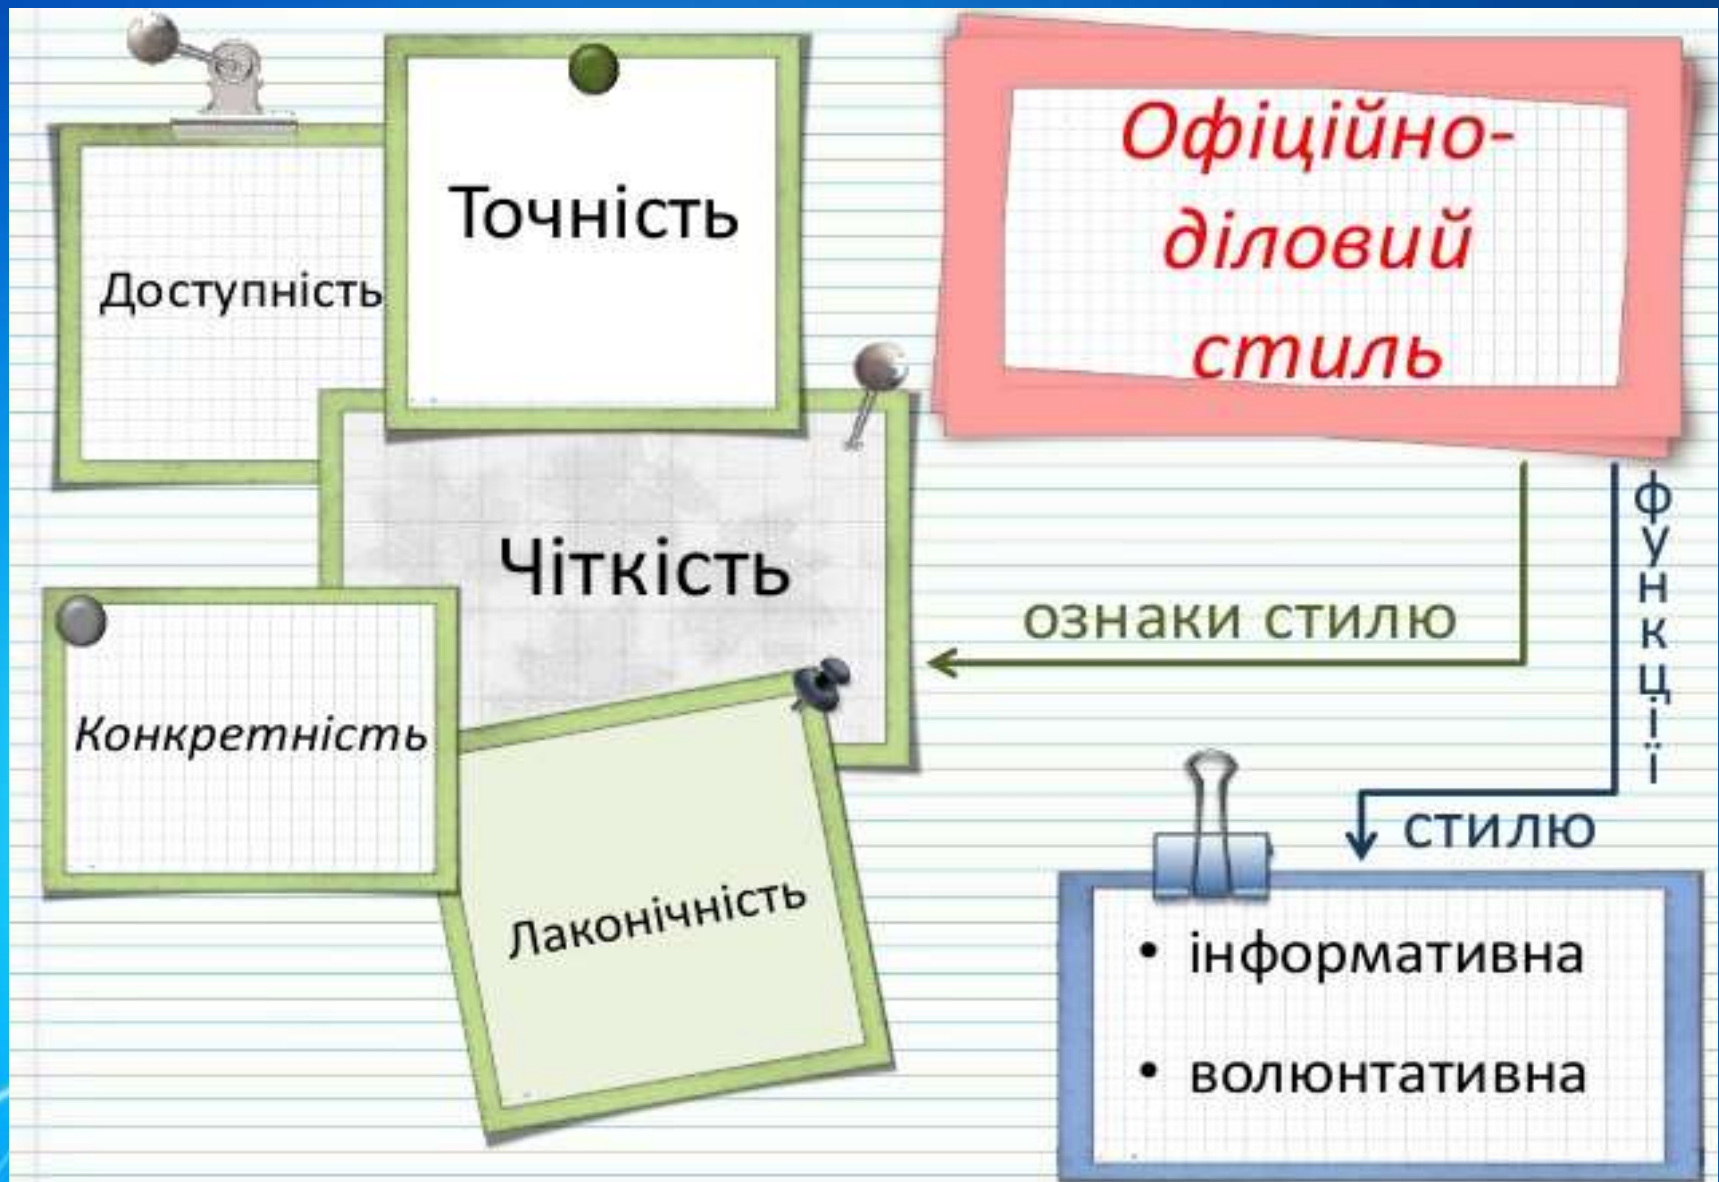 Доступність
Точність
Офіційно-
діловий
стиль
Чіткість
Конкретність
Лаконічність
ознаки стилю
функції
стилю
• інформативна
• волюнтативна